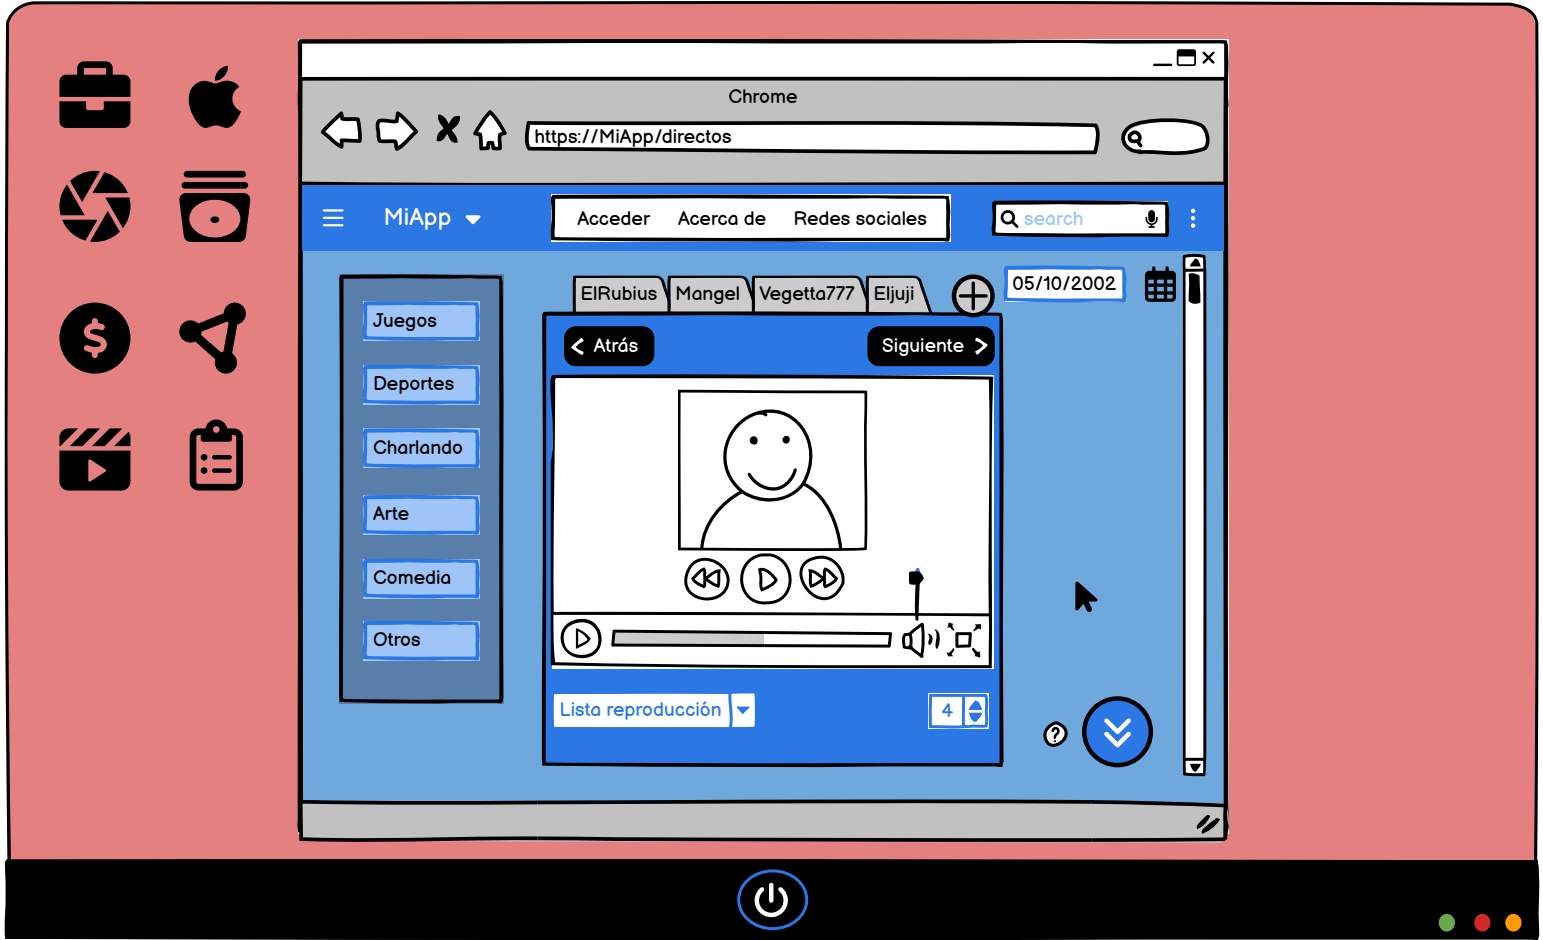 Chrome
https://MiApp/directos
MiApp
Acceder Acerca de Redes sociales
search
ElRubius Mangel Vegetta777 Eljuji
05/10/2002
Juegos
Deportes
Charlando
Arte
Comedia
Otros
Atrás
Siguiente
Lista reproducción
4
?